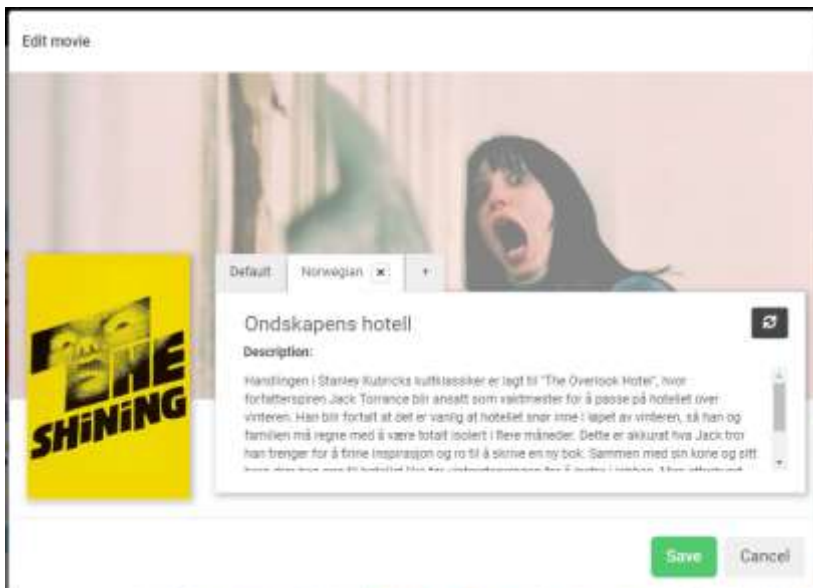 Edit movie
Default
Norwegian ×
+
Ondskapens hotell
Description:
Handlingen i Stanley Kubricks kultklassiker er lagt til "The Overlook Hotel", hvor
forfatterspiren Jack Torrance blir ansatt som vaktmester for å passe på hotellet over
vinteren. Han blir fortalt at det er vanlig at hotellet snør inne i løpet av vinteren, så han og
familien må regne med å være totalt isolert i flere måneder. Dette er akkurat hva Jack tror
han trenger for å finne inspirasjon og ro til å skrive en ny bok. Sammen med sin kone og sitt
THE
SHiNiNG
Save
Cancel